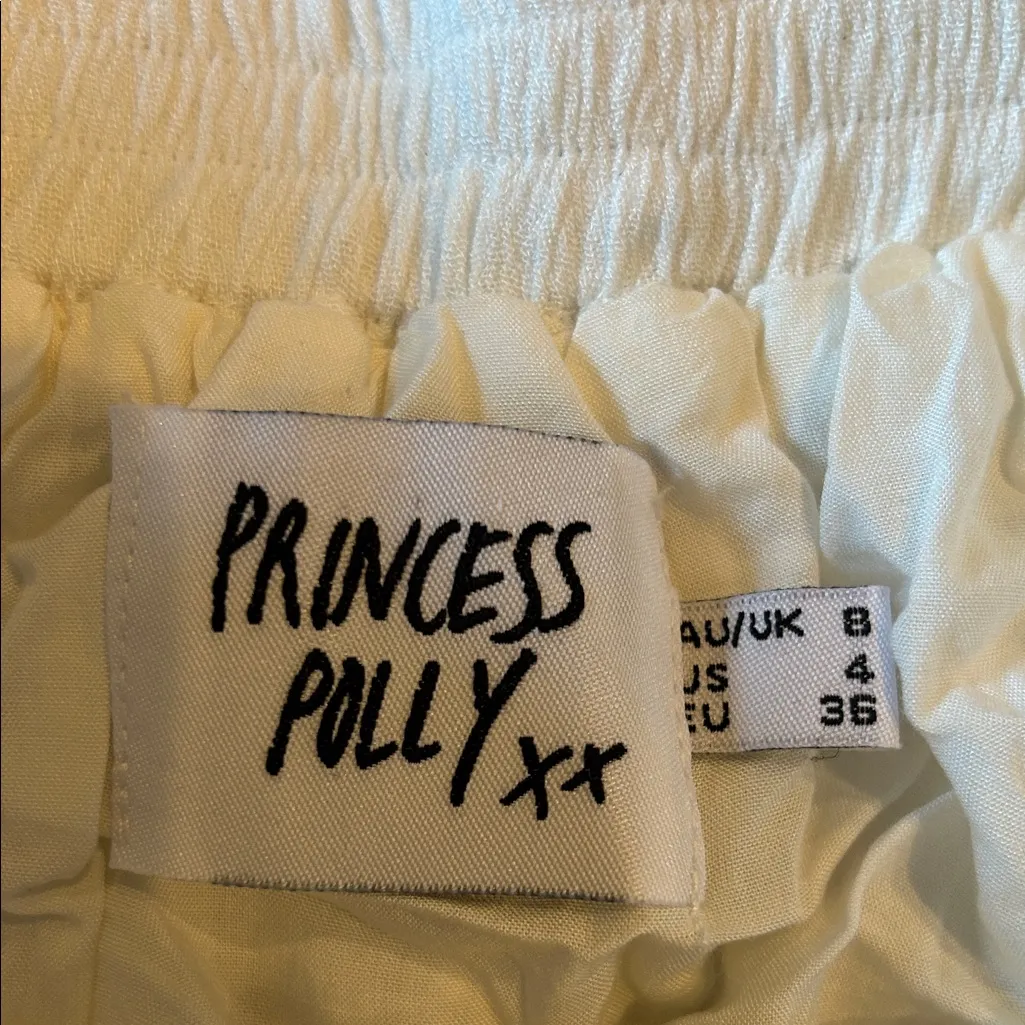 PRINCESS
POLLY xx
AU/UK 8
US 4
EU 36